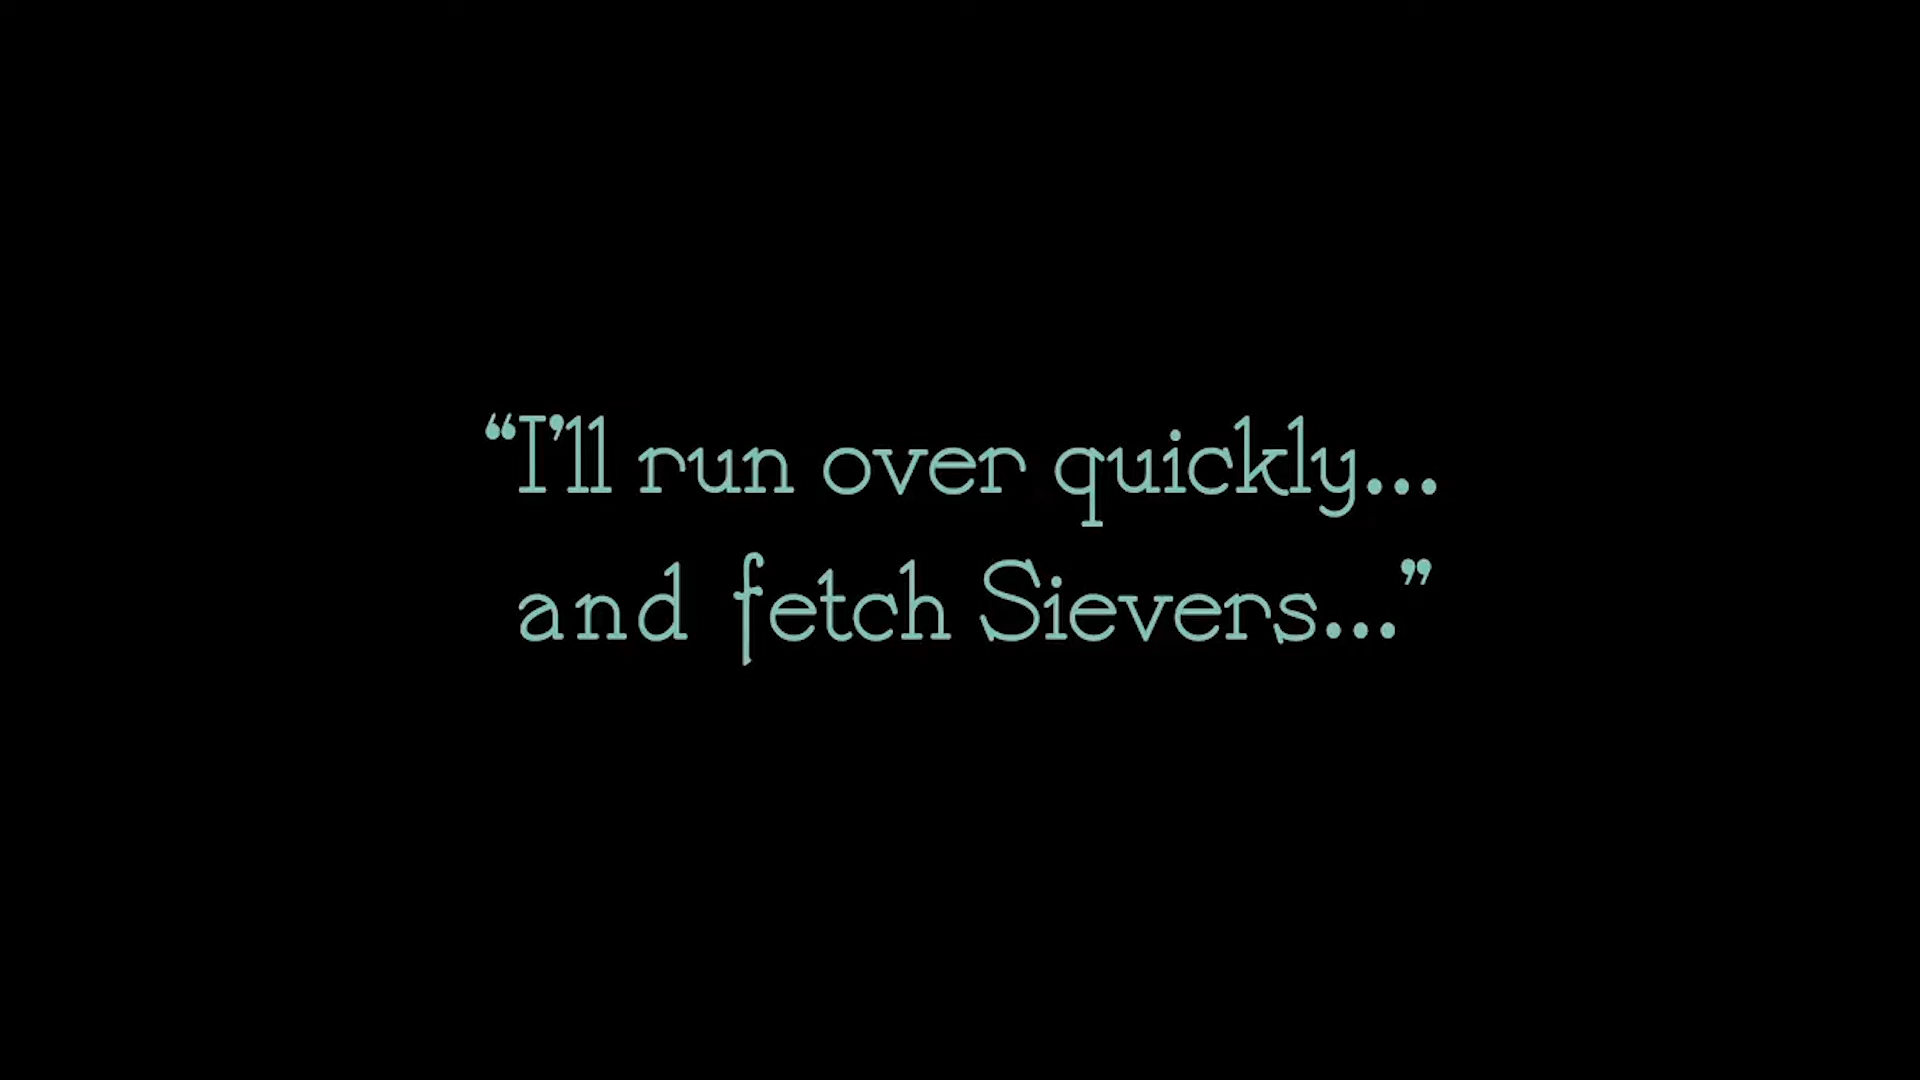 “I’ll run over quickly...
and fetch Sievers...”